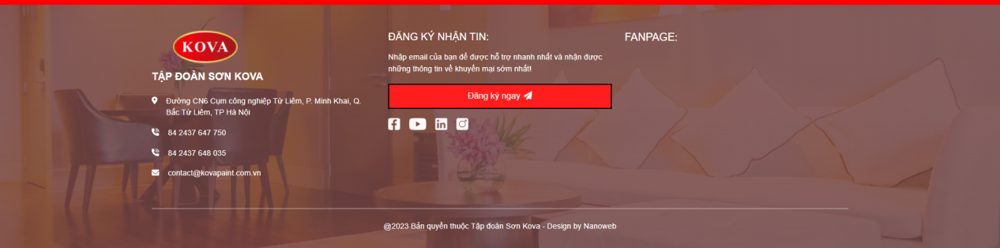 KOVA
TẬP ĐOÀN SƠN KOVA
Đường CN6 Cụm công nghiệp Từ Liêm, P. Minh Khai, Q.
Bắc Từ Liêm, TP Hà Nội
84 2437 647 750
84 2437 648 035
contact@kovapaint.com.vn
ĐĂNG KÝ NHẬN TIN:
Nhập email của bạn để được hỗ trợ nhanh nhất và nhận được
những thông tin về khuyến mại sớm nhất!
Đăng ký ngay
FANPAGE:
@2023 Bản quyền thuộc Tập đoàn Sơn Kova - Design by Nanoweb